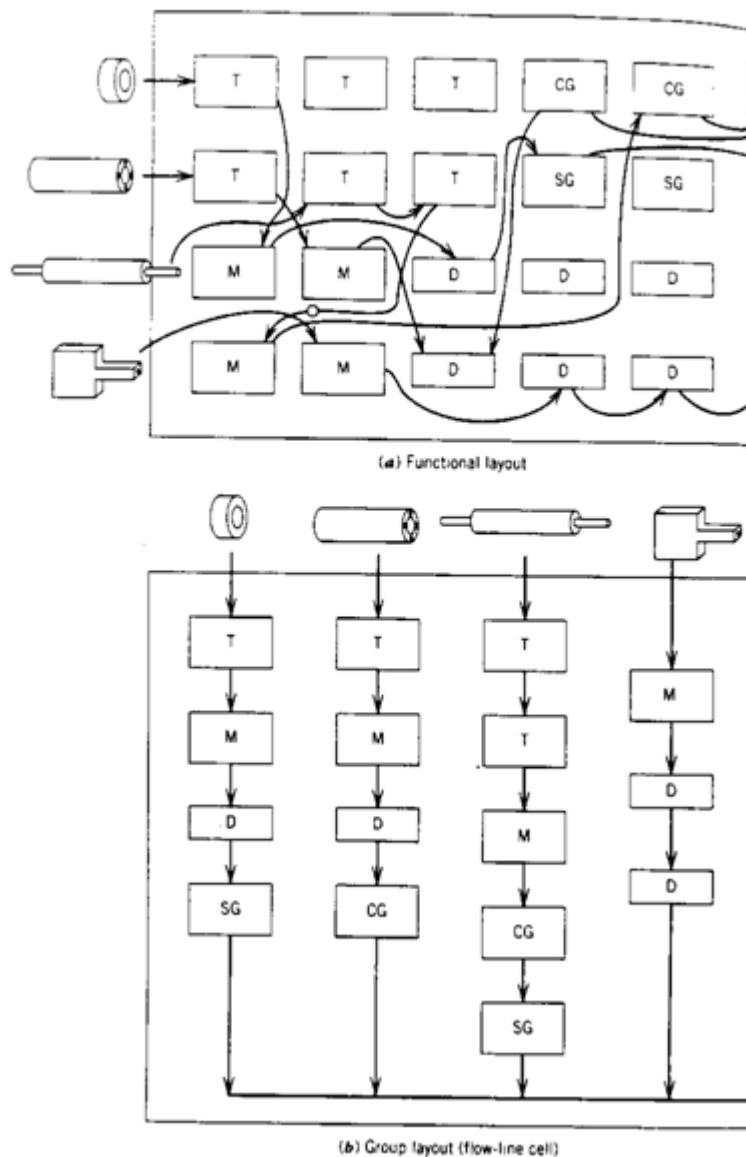 T T T CG CG
T T T SG SG
M M D D D
M M D D D
(a) Functional layout
T T T
M M T M
D D M D
SG CG CG D
SG
(b) Group layout (flow-line cell)